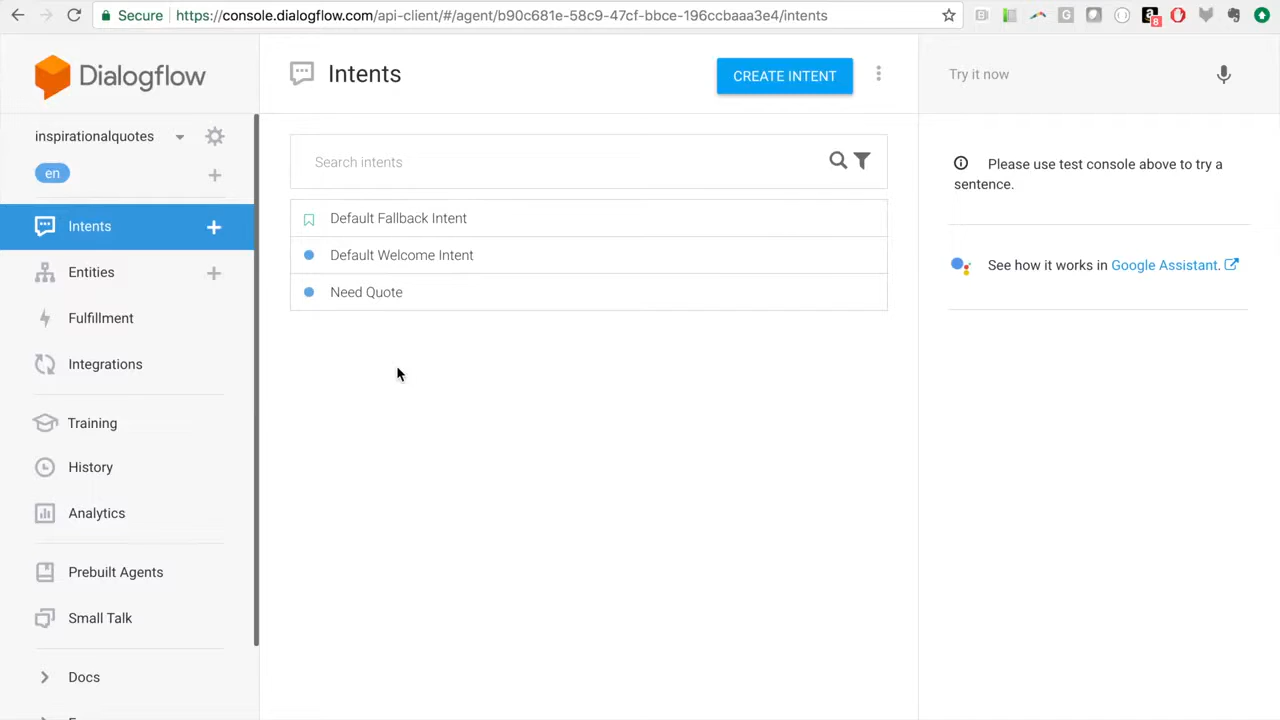 Secure
https://console.dialogflow.com/api-client/#/agent/b90c681e-58c9-47cf-bbce-196ccbaaa3e4/intents
8
Dialogflow
inspirationalquotes
en
Intents
Entities
Fulfillment
Integrations
Training
History
Analytics
Prebuilt Agents
Small Talk
Docs
Intents
CREATE INTENT
Search intents
Default Fallback Intent
Default Welcome Intent
Need Quote
Try it now
Please use test console above to try a
sentence.
See how it works in Google Assistant.